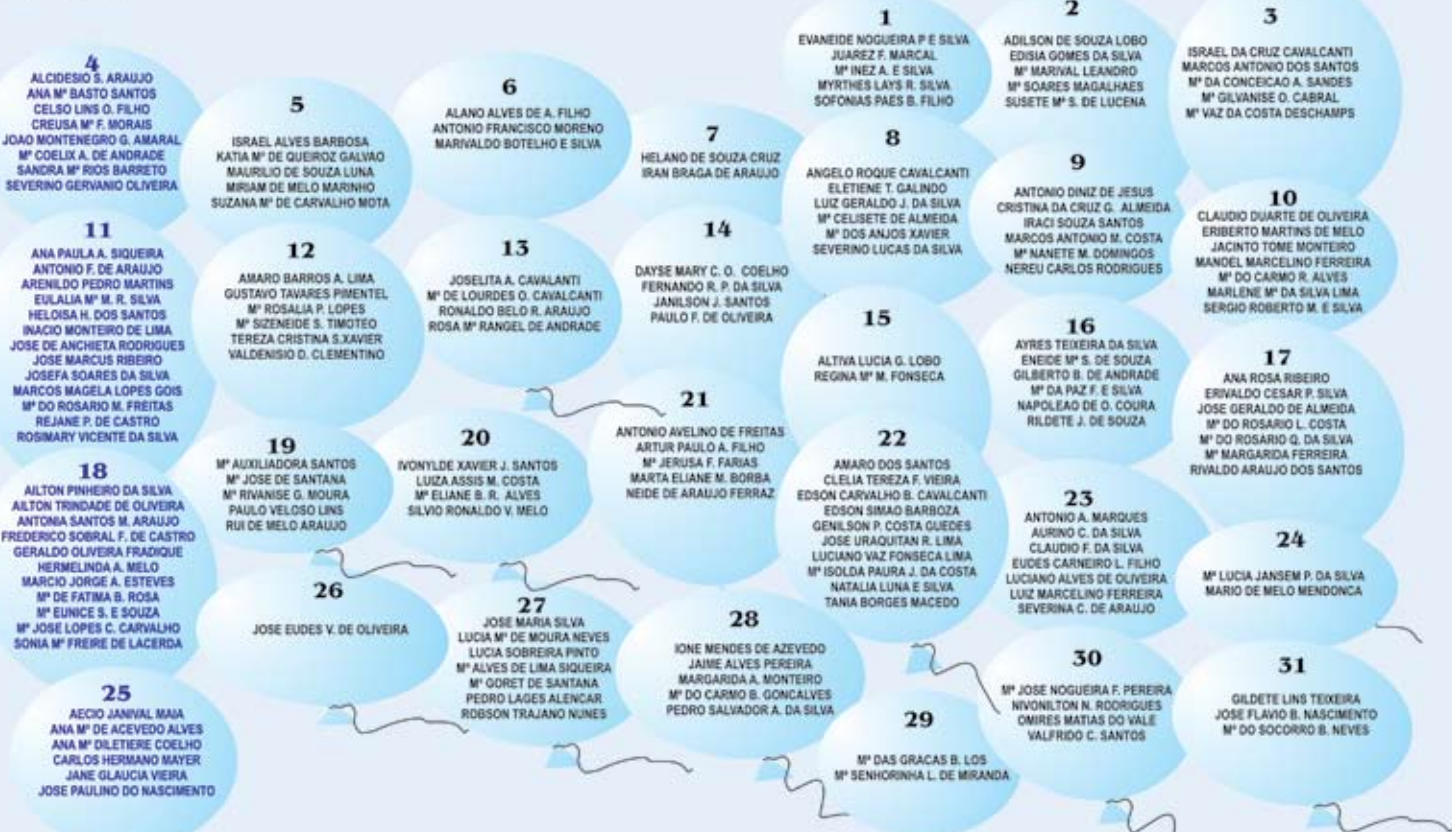 1
EVANEIDE NOGUEIRA P E SILVA
JUAREZ F. MARCAL
Mª INEZ A. E SILVA
MYRTHES LAYS R. SILVA
SOFONIAS PAES B. FILHO
2
ADILSON DE SOUZA LOBO
EDISIA GOMES DA SILVA
Mª MARIVAL LEANDRO
Mª SOARES MAGALHAES
SUSETE Mª S. DE LUCENA
3
ISRAEL DA CRUZ CAVALCANTI
MARCOS ANTONIO DOS SANTOS
Mª DA CONCEICAO A. SANDES
Mª GILVANISE O. CABRAL
Mª VAZ DA COSTA DESCHAMPS
4
ALCIDESIO S. ARAUJO
ANA Mª BASTO SANTOS
CELSO LINS O. FILHO
CREUSA Mª F. MORAIS
JOAO MONTENEGRO G. AMARAL
Mª COELIX A. DE ANDRADE
SANDRA Mª RIOS BARRETO
SEVERINO GERVANIO OLIVEIRA
5
ISRAEL ALVES BARBOSA
KATIA Mª DE QUEIROZ GALVAO
MAURILIO DE SOUZA LUNA
MIRIAM DE MELO MARINHO
SUZANA Mª DE CARVALHO MOTA
6
ALANO ALVES DE A. FILHO
ANTONIO FRANCISCO MORENO
MARIVALDO BOTELHO E SILVA
7
HELANO DE SOUZA CRUZ
IRAN BRAGA DE ARAUJO
8
ANGELO ROQUE CAVALCANTI
ELETIENE T. GALINDO
LUIZ GERALDO J. DA SILVA
Mª CELISETE DE ALMEIDA
Mª DOS ANJOS XAVIER
SEVERINO LUCAS DA SILVA
9
ANTONIO DINIZ DE JESUS
CRISTINA DA CRUZ G. ALMEIDA
IRACI SOUZA SANTOS
MARCOS ANTONIO M. COSTA
Mª NANETE M. DOMINGOS
NEREU CARLOS RODRIGUES
10
CLAUDIO DUARTE DE OLIVEIRA
ERIBERTO MARTINS DE MELO
JACINTO TOME MONTEIRO
MANOEL MARCELINO FERREIRA
Mª DO CARMO R. ALVES
MARLENE Mª DA SILVA LIMA
SERGIO ROBERTO M. E SILVA
11
ANA PAULA A. SIQUEIRA
ANTONIO F. DE ARAUJO
ARENILDO PEDRO MARTINS
EULALIA Mª M. R. SILVA
HELOISA H. DOS SANTOS
INACIO MONTEIRO DE LIMA
JOSE DE ANCHIETA RODRIGUES
JOSE MARCUS RIBEIRO
JOSEFA SOARES DA SILVA
MARCOS MAGELA LOPES GOIS
Mª DO ROSARIO M. FREITAS
REJANE P. DE CASTRO
ROSIMARY VICENTE DA SILVA
12
AMARO BARROS A. LIMA
GUSTAVO TAVARES PIMENTEL
Mª ROSALIA P. LOPES
Mª SIZENEIDE S. TIMOTEO
TEREZA CRISTINA S.XAVIER
VALDENISIO D. CLEMENTINO
13
JOSELITA A. CAVALANTI
Mª DE LOURDES O. CAVALCANTI
RONALDO BELO R. ARAUJO
ROSA Mª RANGEL DE ANDRADE
14
DAYSE MARY C. O. COELHO
FERNANDO R. P. DA SILVA
JANILSON J. SANTOS
PAULO F. DE OLIVEIRA
15
ALTIVA LUCIA G. LOBO
REGINA Mª M. FONSECA
16
AYRES TEIXEIRA DA SILVA
ENEIDE Mª S. DE SOUZA
GILBERTO B. DE ANDRADE
Mª DA PAZ F. E SILVA
NAPOLEAO DE O. COURA
RILDETE J. DE SOUZA
17
ANA ROSA RIBEIRO
ERIVALDO CESAR P. SILVA
JOSE GERALDO DE ALMEIDA
Mª DO ROSARIO L. COSTA
Mª DO ROSARIO Q. DA SILVA
Mª MARGARIDA FERREIRA
RIVALDO ARAUJO DOS SANTOS
18
AILTON PINHEIRO DA SILVA
AILTON TRINDADE DE OLIVEIRA
ANTONIA SANTOS M. ARAUJO
FREDERICO SOBRAL F. DE CASTRO
GERALDO OLIVEIRA FRADIQUE
HERMELINDA A. MELO
MARCIO JORGE A. ESTEVES
Mª DE FATIMA B. ROSA
Mª EUNICE S. E SOUZA
Mª JOSE LOPES C. CARVALHO
SONIA Mª FREIRE DE LACERDA
19
Mª AUXILIADORA SANTOS
Mª JOSE DE SANTANA
Mª RIVANISE G. MOURA
PAULO VELOSO LINS
RUI DE MELO ARAUJO
20
IVONYLDE XAVIER J. SANTOS
LUIZA ASSIS M. COSTA
Mª ELIANE B. R. ALVES
SILVIO RONALDO V. MELO
21
ANTONIO AVELINO DE FREITAS
ARTUR PAULO A. FILHO
Mª JERUSA F. FARIAS
MARTA ELIANE M. BORBA
NEIDE DE ARAUJO FERRAZ
22
AMARO DOS SANTOS
CLELIA TEREZA F. VIEIRA
EDSON CARVALHO B. CAVALCANTI
EDSON SIMAO BARBOZA
GENILSON P. COSTA GUEDES
JOSE URAQUITAN R. LIMA
LUCIANO VAZ FONSECA LIMA
Mª ISOLDA PAURA J. DA COSTA
NATALIA LUNA E SILVA
TANIA BORGES MACEDO
23
ANTONIO A. MARQUES
AURINO C. DA SILVA
CLAUDIO F. DA SILVA
EUDES CARNEIRO L. FILHO
LUCIANO ALVES DE OLIVEIRA
LUIZ MARCELINO FERREIRA
SEVERINA C. DE ARAUJO
24
Mª LUCIA JANSEM P. DA SILVA
MARIO DE MELO MENDONCA
25
AECIO JANIVAL MAIA
ANA Mª DE ACEVEDO ALVES
ANA Mª DILETIERE COELHO
CARLOS HERMANO MAYER
JANE GLAUCIA VIEIRA
JOSE PAULINO DO NASCIMENTO
26
JOSE EUDES V. DE OLIVEIRA
27
JOSE MARIA SILVA
LUCIA Mª DE MOURA NEVES
LUCIA SOBREIRA PINTO
Mª ALVES DE LIMA SIQUEIRA
Mª GORET DE SANTANA
PEDRO LAGES ALENCAR
ROBSON TRAJANO NUNES
28
IONE MENDES DE AZEVEDO
JAIME ALVES PEREIRA
MARGARIDA A. MONTEIRO
Mª DO CARMO B. GONCALVES
PEDRO SALVADOR A. DA SILVA
29
Mª DAS GRACAS B. LOS
Mª SENHORINHA L. DE MIRANDA
30
Mª JOSE NOGUEIRA F. PEREIRA
NIVONILTON N. RODRIGUES
OMIRES MATIAS DO VALE
VALFRIDO C. SANTOS
31
GILDETE LINS TEIXEIRA
JOSE FLAVIO B. NASCIMENTO
Mª DO SOCORRO B. NEVES